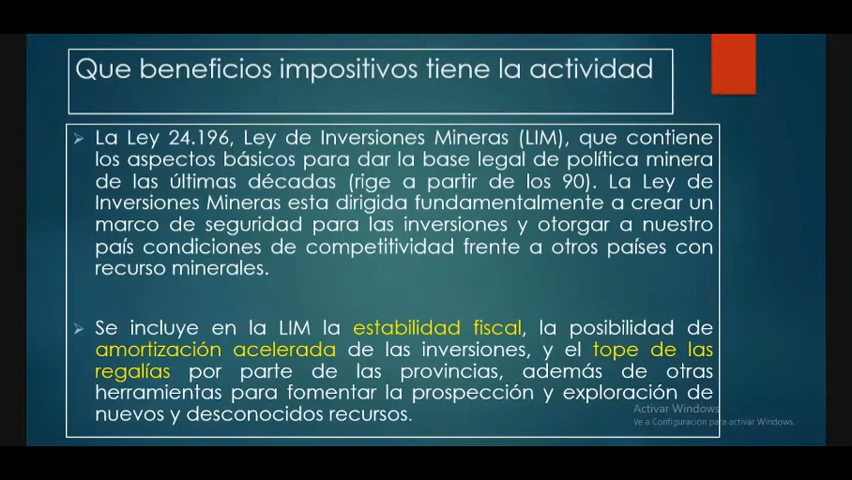 Que beneficios impositivos tiene la actividad
La Ley 24.196, Ley de Inversiones Mineras (LIM), que contiene
los aspectos básicos para dar la base legal de política minera
de las últimas décadas (rige a partir de los 90). La Ley de
Inversiones Mineras esta dirigida fundamentalmente a crear un
marco de seguridad para las inversiones y otorgar a nuestro
país condiciones de competitividad frente a otros países con
recurso minerales.
Se incluye en la LIM la estabilidad fiscal, la posibilidad de
amortización acelerada de las inversiones, y el tope de las
regalías por parte de las provincias, además de otras
herramientas para fomentar la prospección y exploración de
nuevos y desconocidos recursos.
Activar Windows
Ve a Configuración para activar Windows.